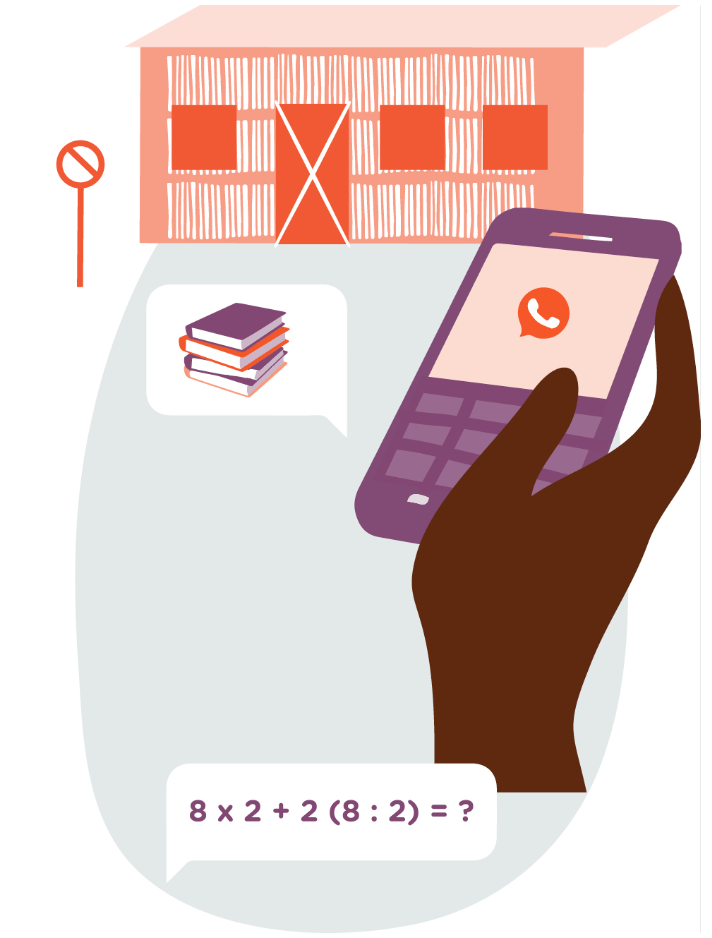 8 x 2 + 2 (8 : 2) = ?